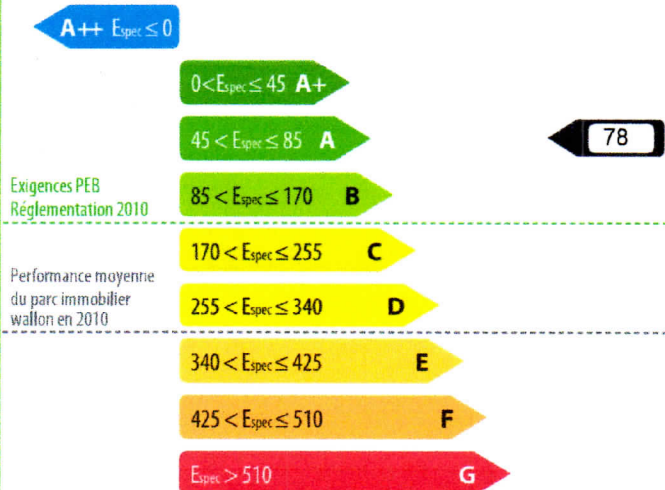 A++ Espec ≤ 0
0<Espec ≤ 45 A+
45 < Espec ≤ 85 A
78
Exigences PEB
Réglementation 2010
85 < Espec ≤ 170 B
170 < Espec ≤ 255 C
Performance moyenne
du parc immobilier
wallon en 2010
255 < Espec ≤ 340 D
340 < Espec ≤ 425 E
425 < Espec ≤ 510 F
Espec > 510 G